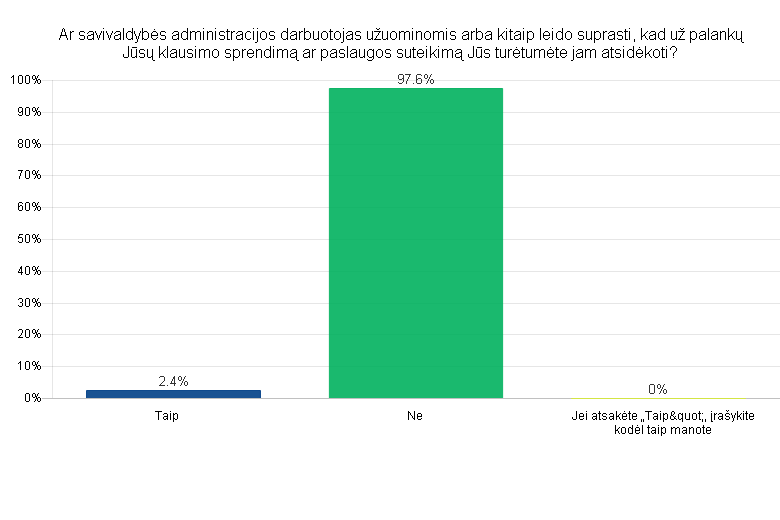 Ar savivaldybės administracijos darbuotojas užuominomis arba kitaip leido suprasti, kad už palankų
Jūsų klausimo sprendimą ar paslaugos suteikimą Jūs turėtumėte jam atsidėkoti?
100%
90%
80%
70%
60%
50%
40%
30%
20%
10%
0%
2.4%
97.6%
0%
Taip
Ne
Jei atsakėte „Taip&quot;, įrašykite
kodėl taip manote